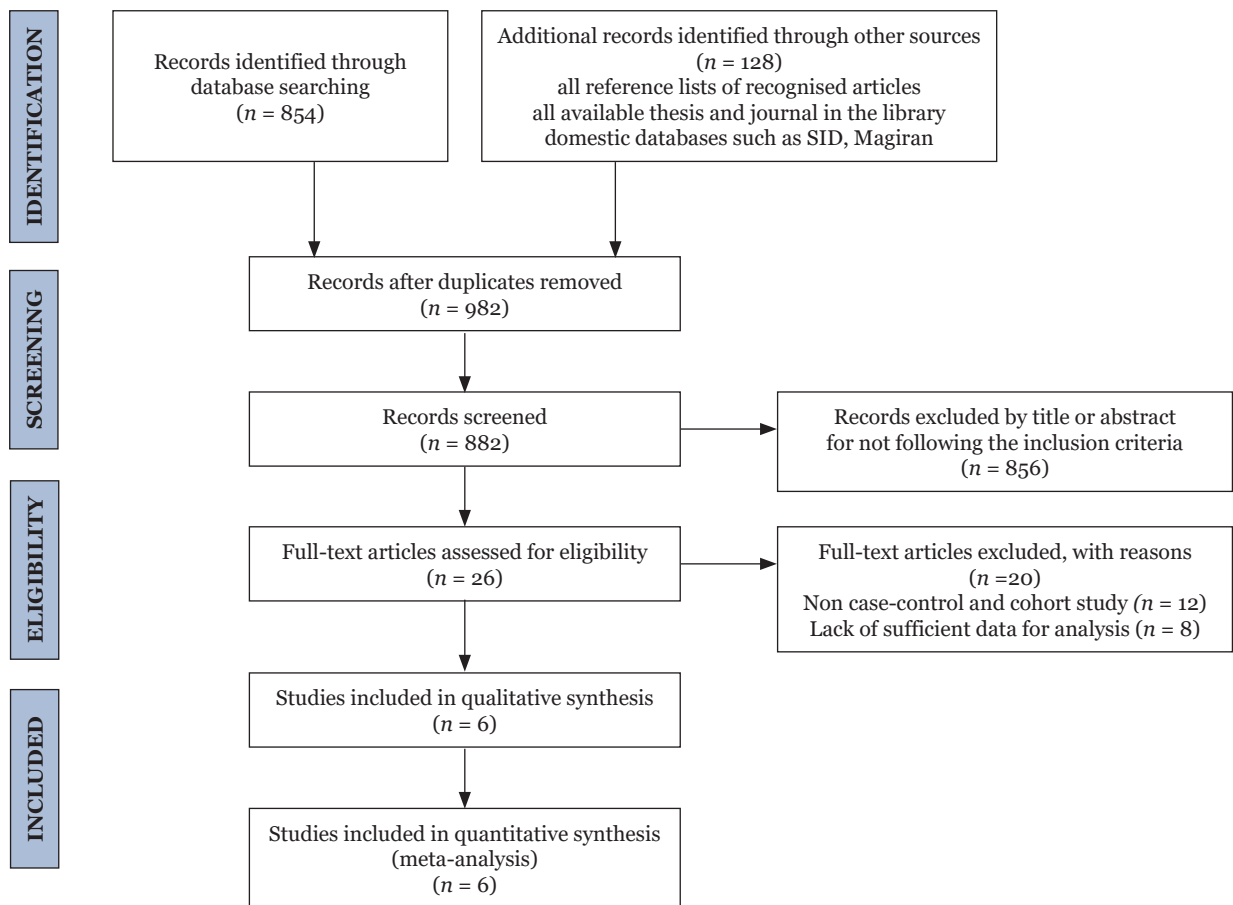 IDENTIFICATION
Records identified through
database searching
(n = 854)
Additional records identified through other sources
(n = 128)
all reference lists of recognised articles
all available thesis and journal in the library
domestic databases such as SID, Magiran
SCREENING
Records after duplicates removed
(n = 982)
Records screened
(n = 882)
Records excluded by title or abstract
for not following the inclusion criteria
(n = 856)
ELIGIBILITY
Full-text articles assessed for eligibility
(n = 26)
Full-text articles excluded, with reasons
(n =20)
Non case-control and cohort study (n = 12)
Lack of sufficient data for analysis (n = 8)
INCLUDED
Studies included in qualitative synthesis
(n = 6)
Studies included in quantitative synthesis
(meta-analysis)
(n = 6)